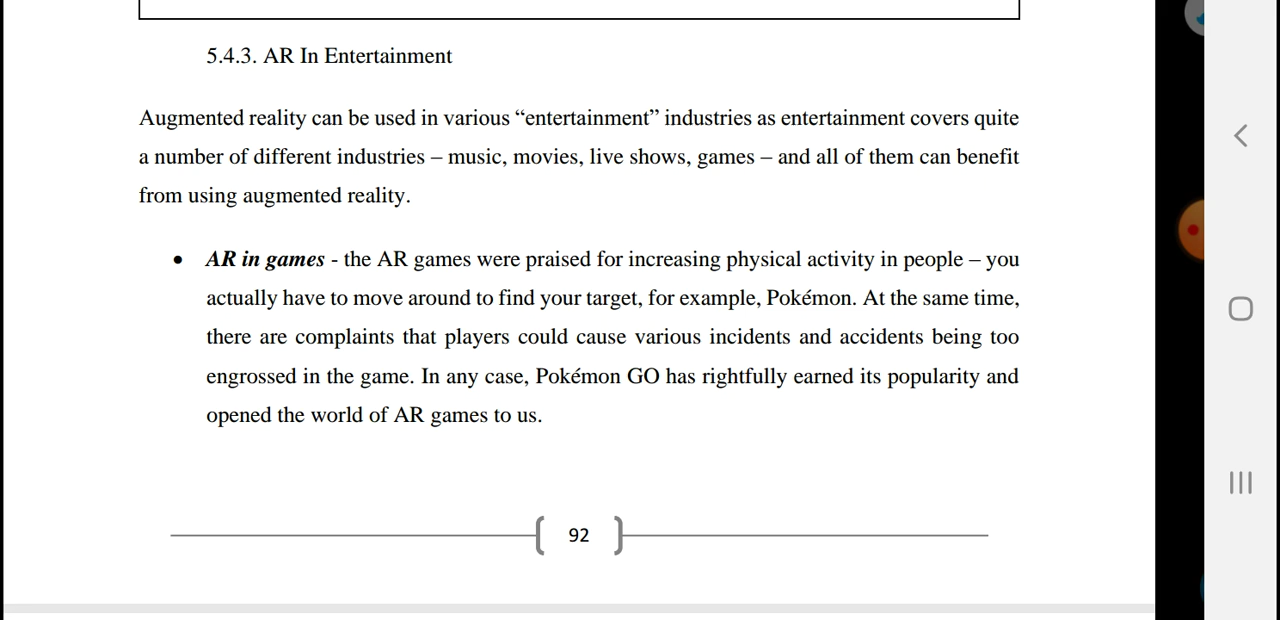 5.4.3. AR In Entertainment
Augmented reality can be used in various “entertainment” industries as entertainment covers quite
a number of different industries – music, movies, live shows, games – and all of them can benefit
from using augmented reality.
• AR in games - the AR games were praised for increasing physical activity in people – you
actually have to move around to find your target, for example, Pokémon. At the same time,
there are complaints that players could cause various incidents and accidents being too
engrossed in the game. In any case, Pokémon GO has rightfully earned its popularity and
opened the world of AR games to us.
92